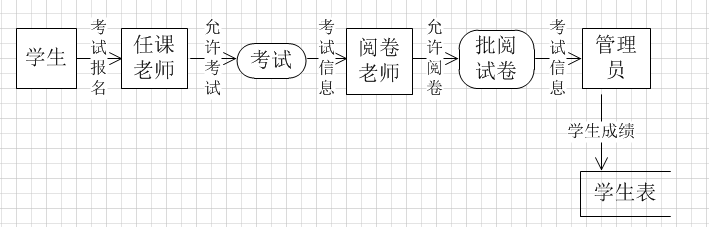 学生
考试报名
任课
老师
允许考试
考试
考试信息
阅卷
老师
允许阅卷
批阅
试卷
考试信息
管理
员
学生成绩
学生表